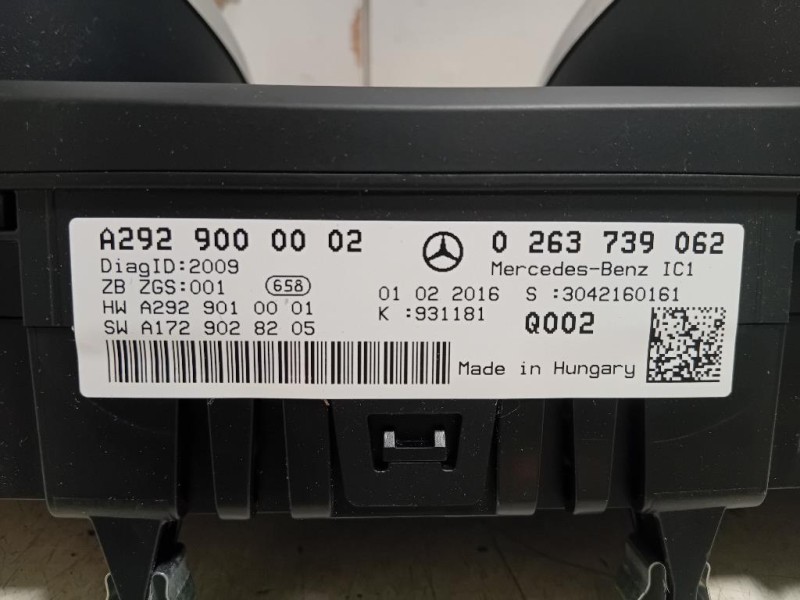 A292 900 00 02
0 263 739 062
DiagID:2009
Mercedes-Benz IC1
ZB ZGS:001 658
01 02 2016 S :3042160161
HW A292 901 00 01
K :931181 Q002
SW A172 902 82 05
Made in Hungary